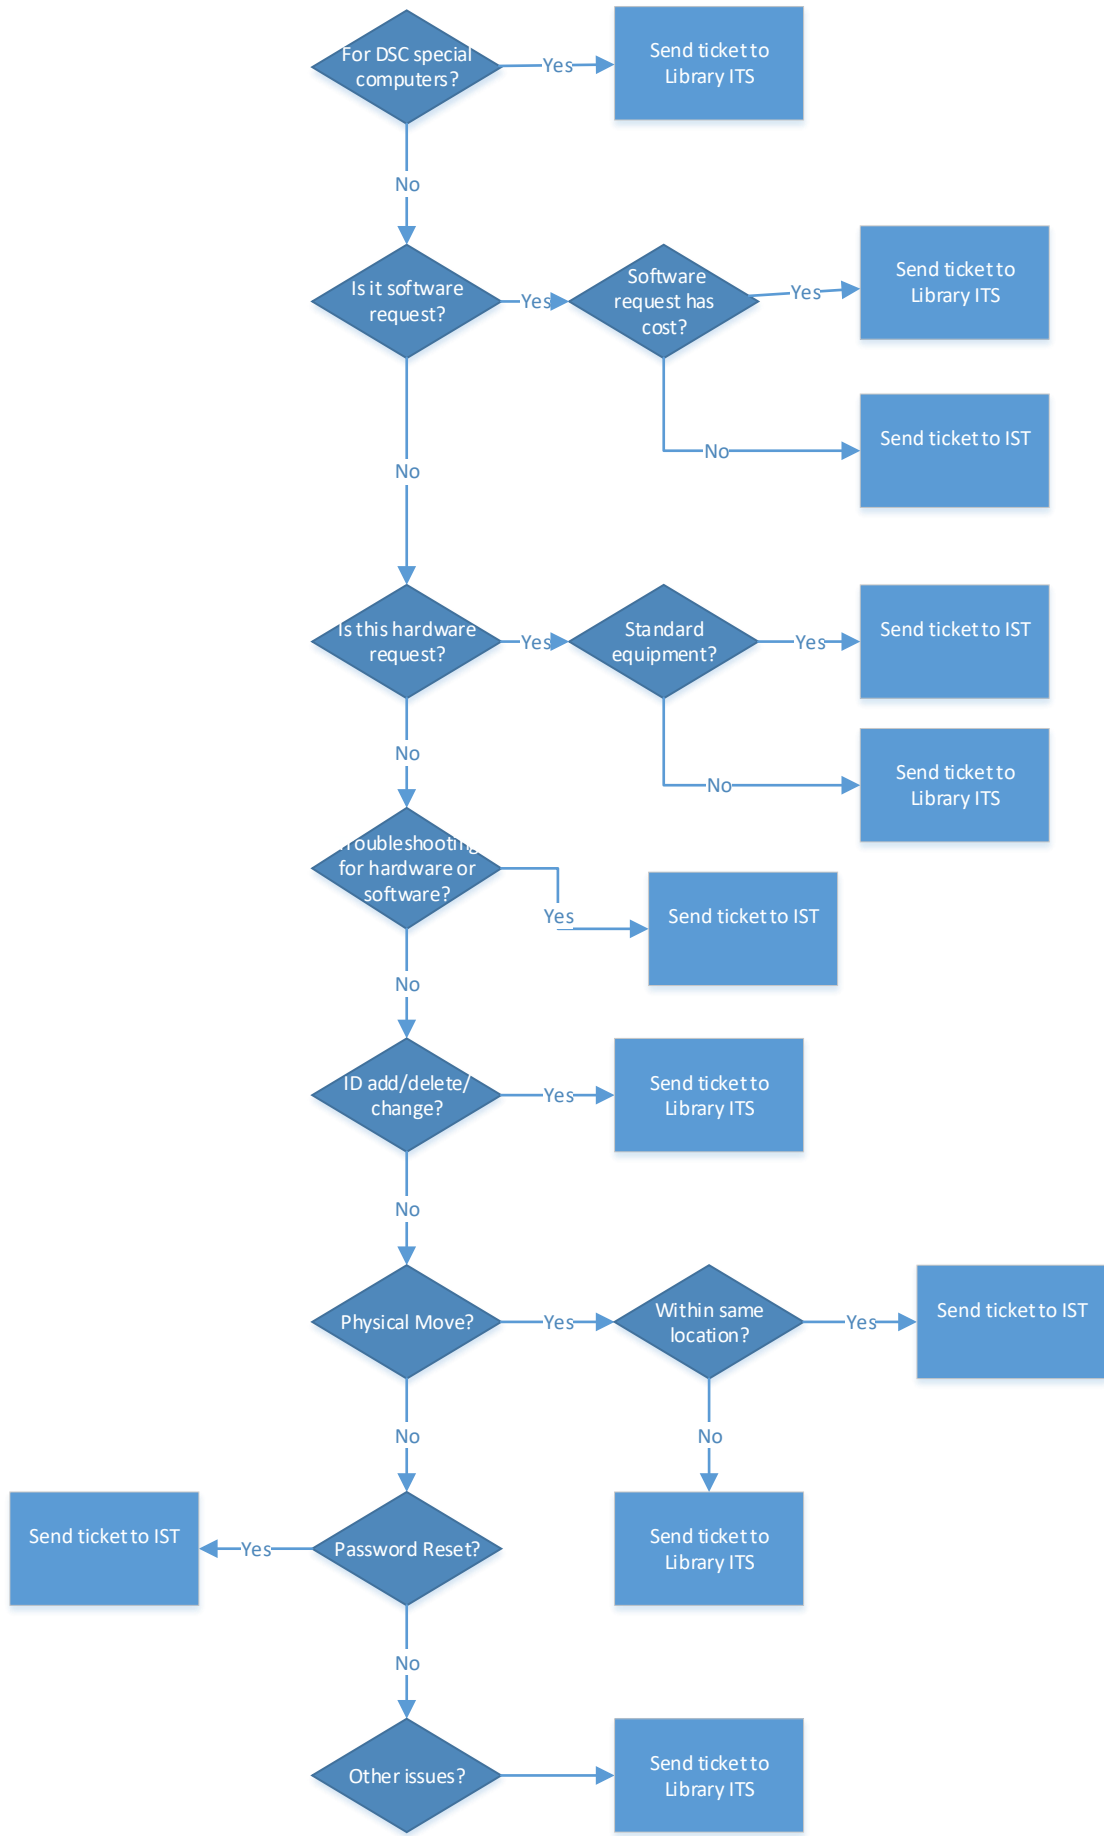 For DSC special
computers?
Yes
Send ticket to
Library ITS
No
Is it software
request?
Yes
Software
request has
cost?
Yes
Send ticket to
Library ITS
No
Send ticket to IST
No
Is this hardware
request?
Yes
Standard
equipment?
Yes
Send ticket to IST
No
Send ticket to
Library ITS
No
Troubleshooting
for hardware or
software?
Yes
Send ticket to IST
No
ID add/delete/
change?
Yes
Send ticket to
Library ITS
No
Physical Move?
Yes
Within same
location?
Yes
Send ticket to IST
No
Send ticket to
Library ITS
No
Password Reset?
Yes
Send ticket to IST
No
Other issues?
Send ticket to
Library ITS